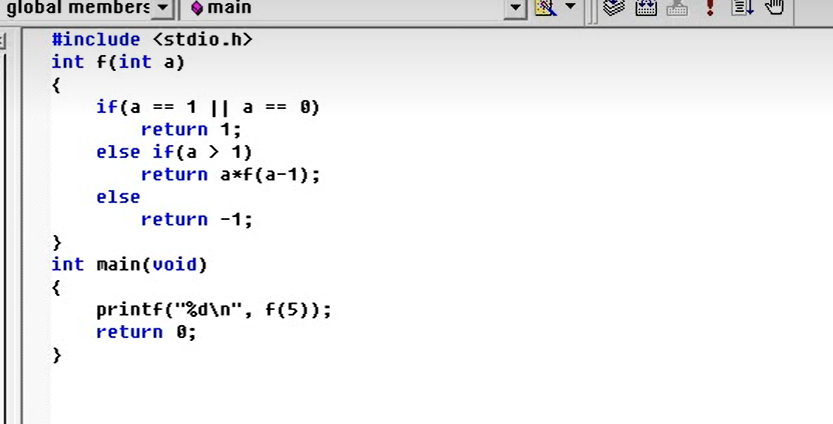 global members main
#include <stdio.h>
int f(int a)
{
    if(a == 1 || a == 0)
        return 1;
    else if(a > 1)
        return a*f(a-1);
    else
        return -1;
}
int main(void)
{
    printf("%d\n", f(5));
    return 0;
}